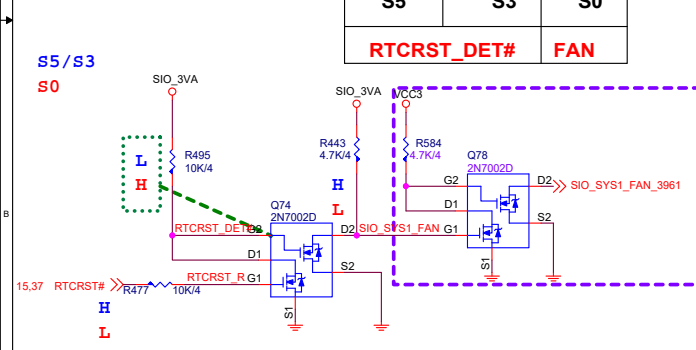 S5 S3 S0
RTCRST_DET# FAN
S5/S3
S0
SIO_3VA
SIO_3VA
VCC3
R495
10K/4
R443
4.7K/4
R584
4.7K/4
Q78
2N7002D
L
H
H
L
G2
D2
SIO_SYS1_FAN_3961
D1
S2
G1
S1
B
Q74
2N7002D
RTCRST_DET#
G2
D2
SIO_SYS1_FAN
D1
S2
RTCRST_R
G1
S1
15,37 RTCRST#
R477
10K/4
H
L